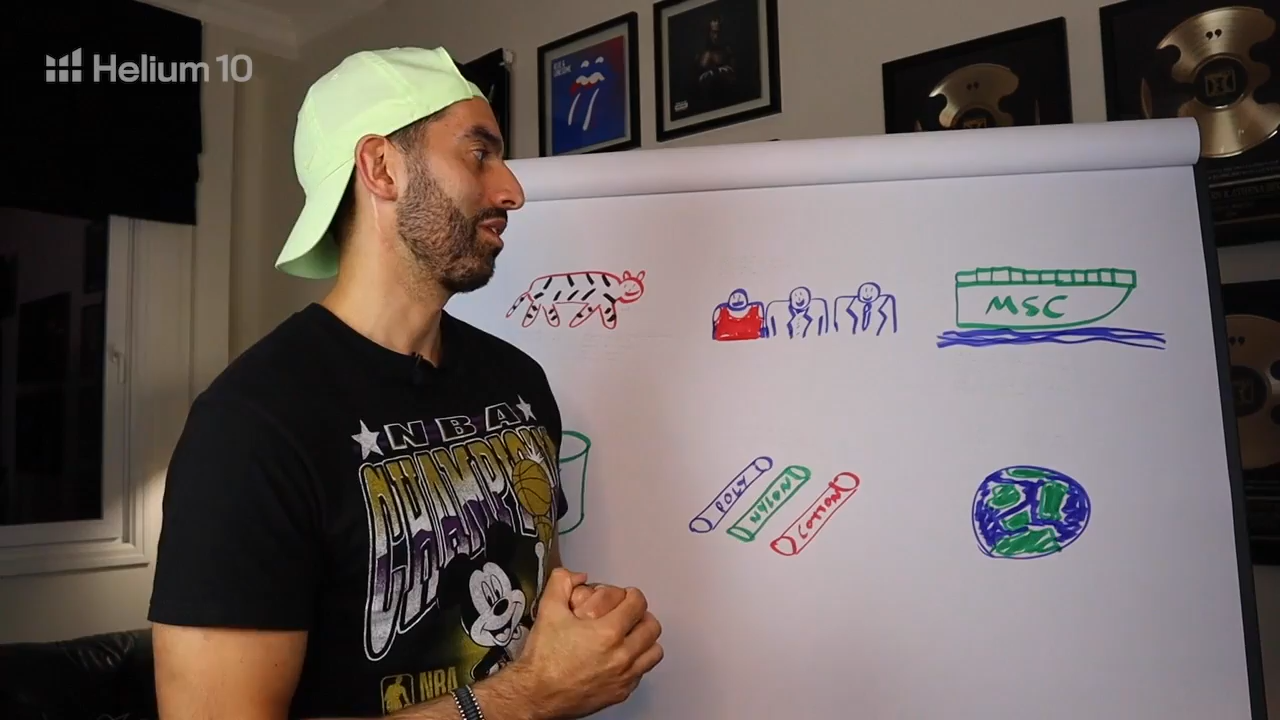 Helium 10
MSC
NBA
CHAMPIONS
POLY
NYLON
COTTON
NBA